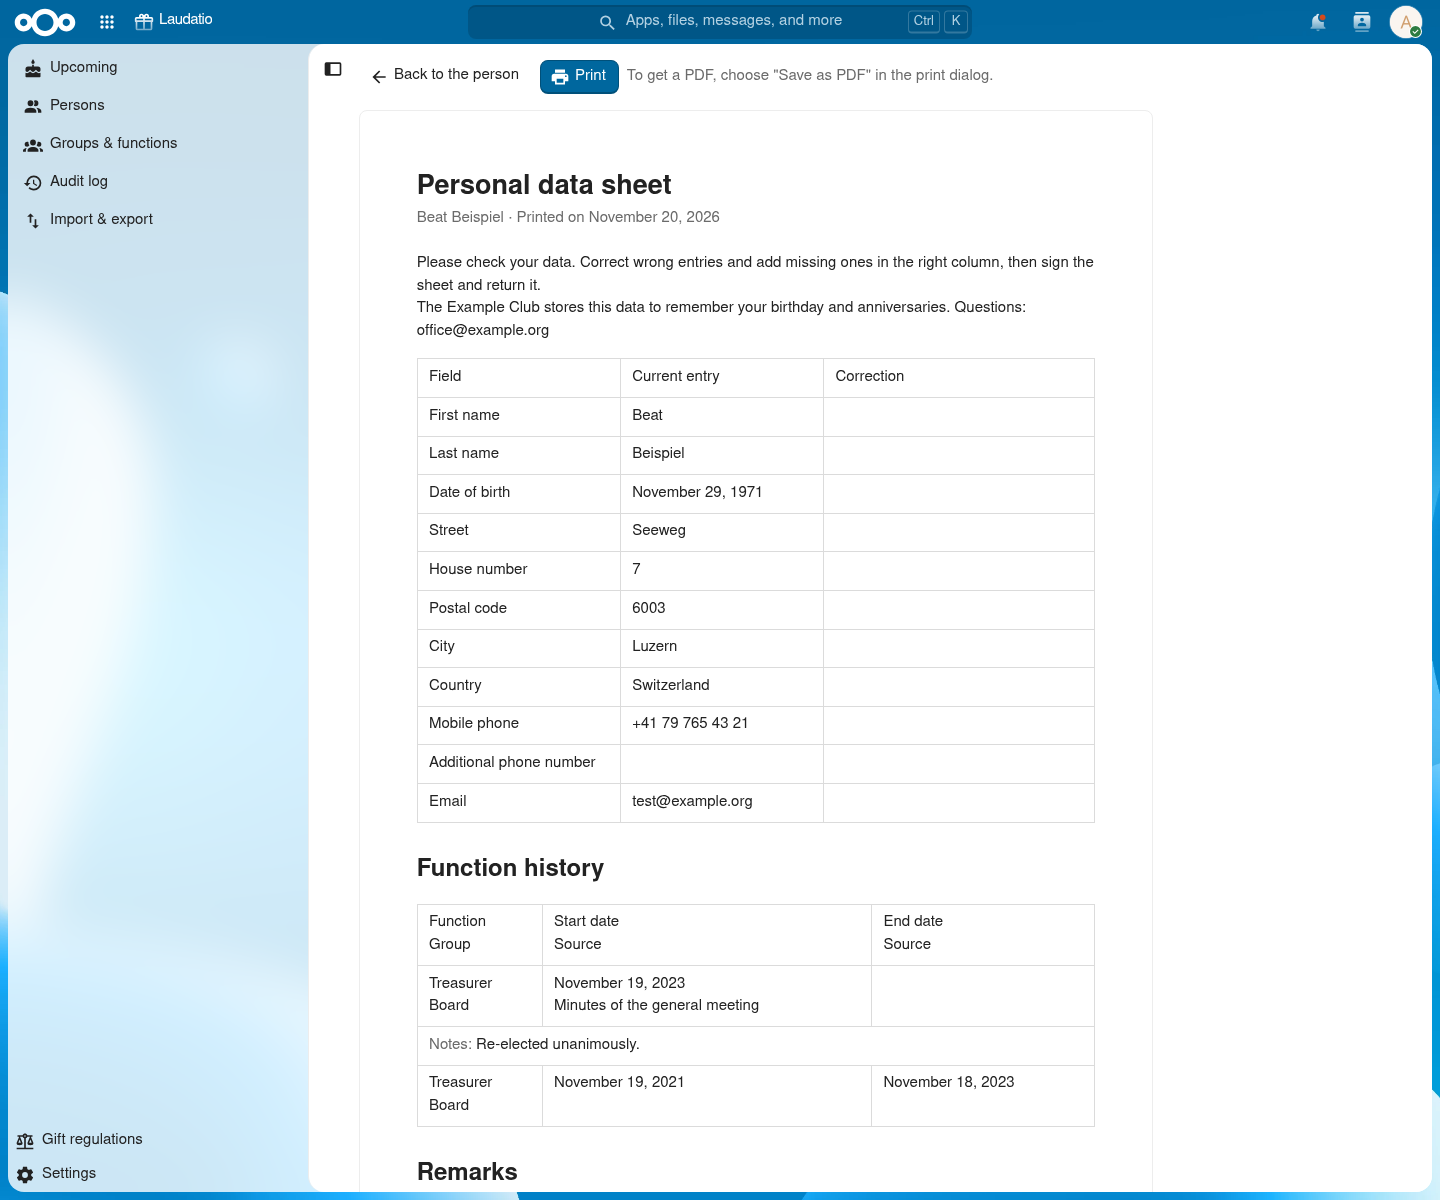 Laudatio
Apps, files, messages, and more
Ctrl K
A
Upcoming
Persons
Groups & functions
Audit log
Import & export
Gift regulations
Settings
Back to the person
Print
To get a PDF, choose "Save as PDF" in the print dialog.
Personal data sheet
Beat Beispiel · Printed on November 20, 2026
Please check your data. Correct wrong entries and add missing ones in the right column, then sign the
sheet and return it.
The Example Club stores this data to remember your birthday and anniversaries. Questions:
office@example.org
Field Current entry Correction
First name Beat
Last name Beispiel
Date of birth November 29, 1971
Street Seeweg
House number 7
Postal code 6003
City Luzern
Country Switzerland
Mobile phone +41 79 765 43 21
Additional phone number
Email test@example.org
Function history
Function Start date End date
Group Source Source
Treasurer November 19, 2023
Board Minutes of the general meeting
Notes: Re-elected unanimously.
Treasurer November 19, 2021 November 18, 2023
Board
Remarks